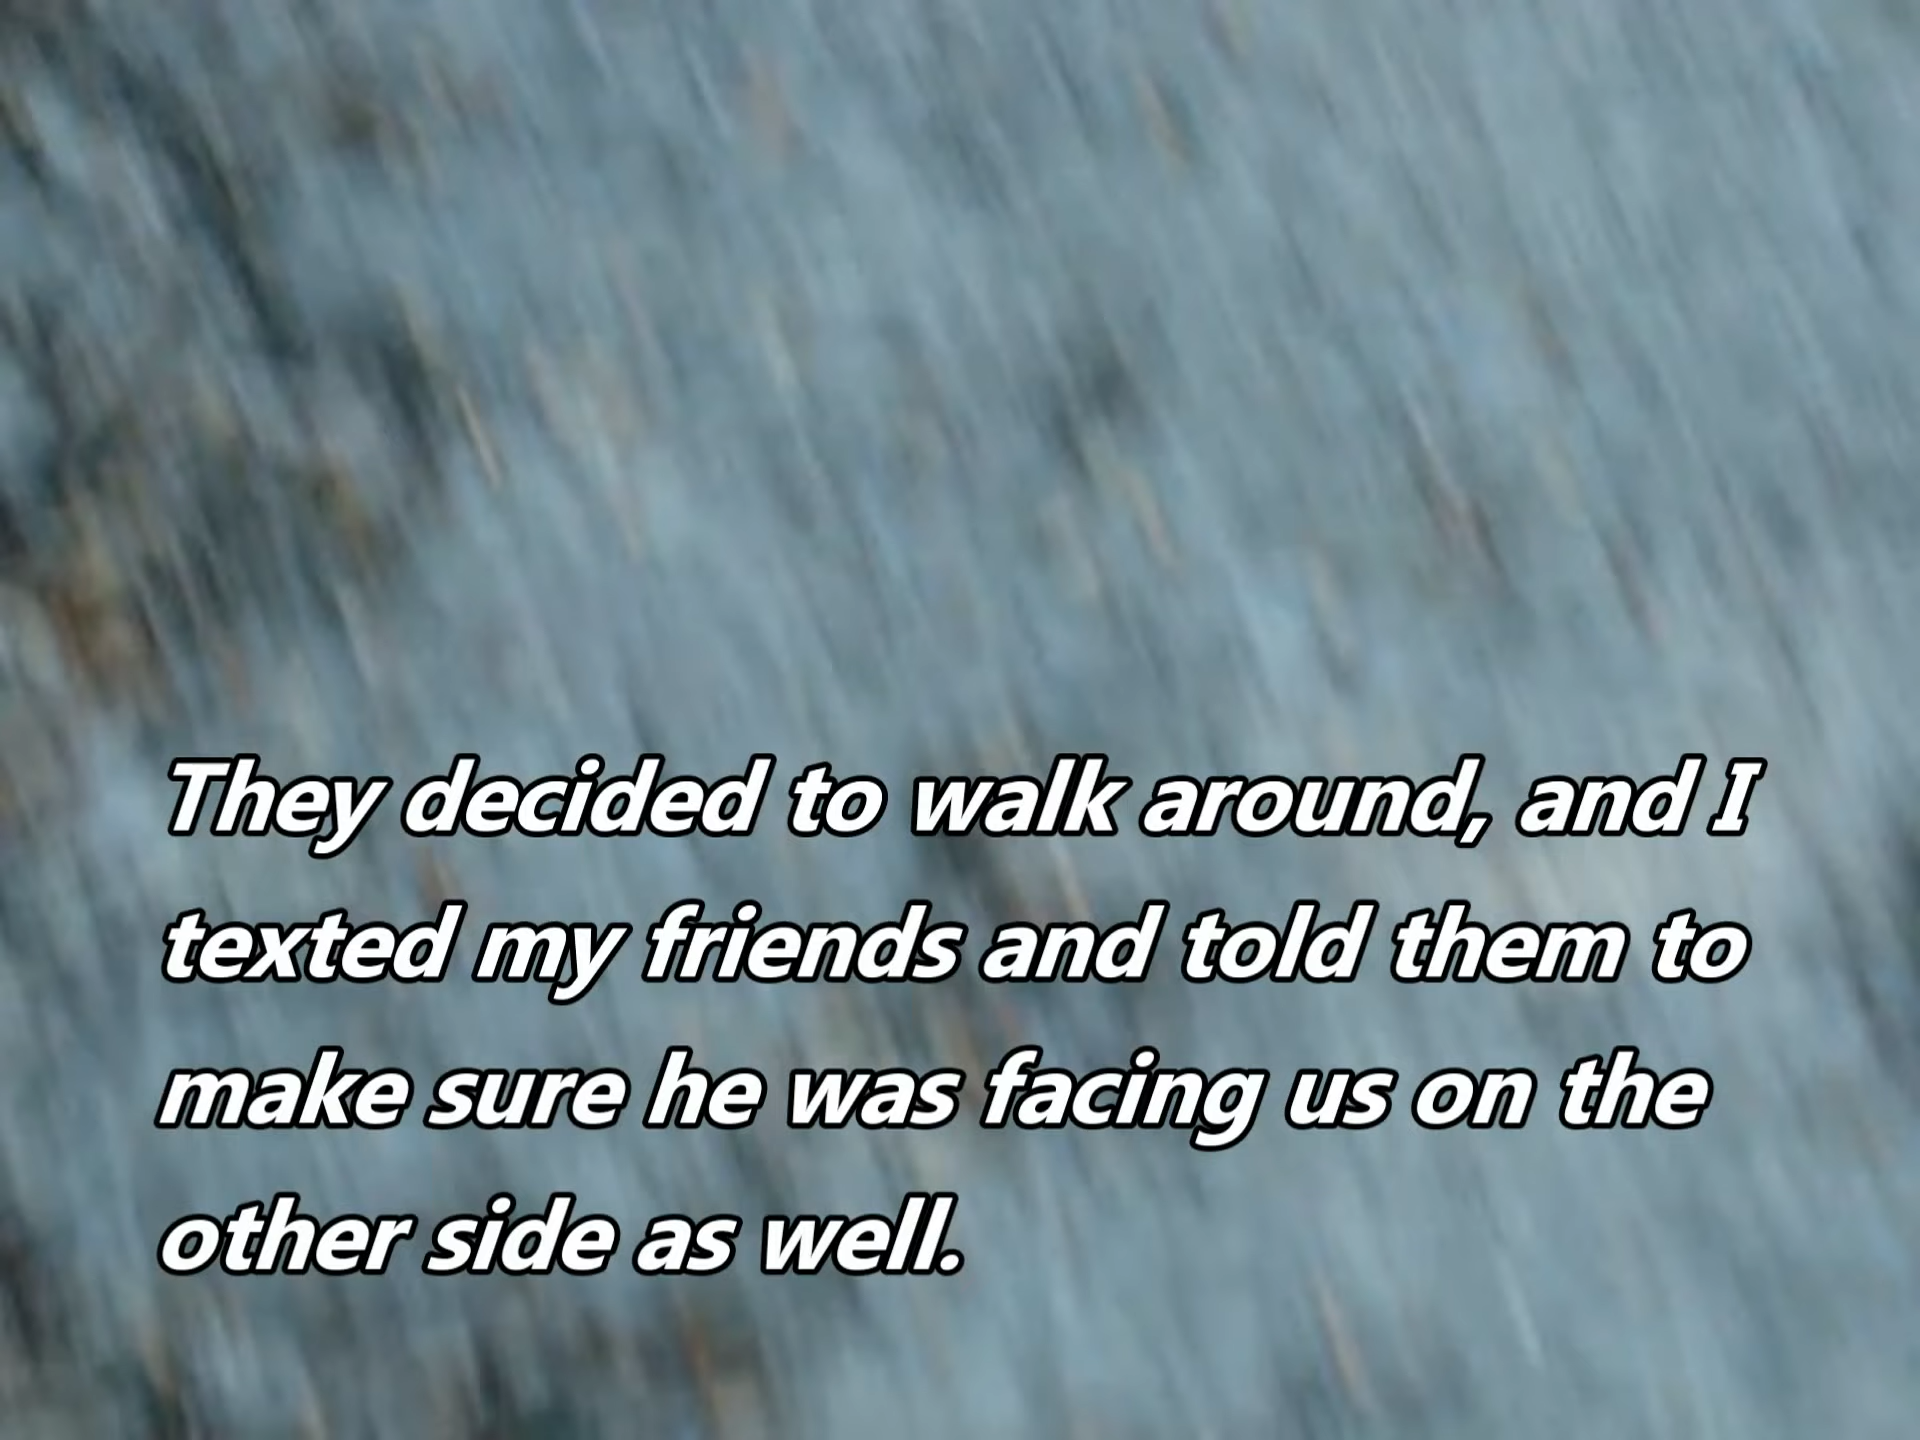 They decided to walk around, and I
texted my friends and told them to
make sure he was facing us on the
other side as well.